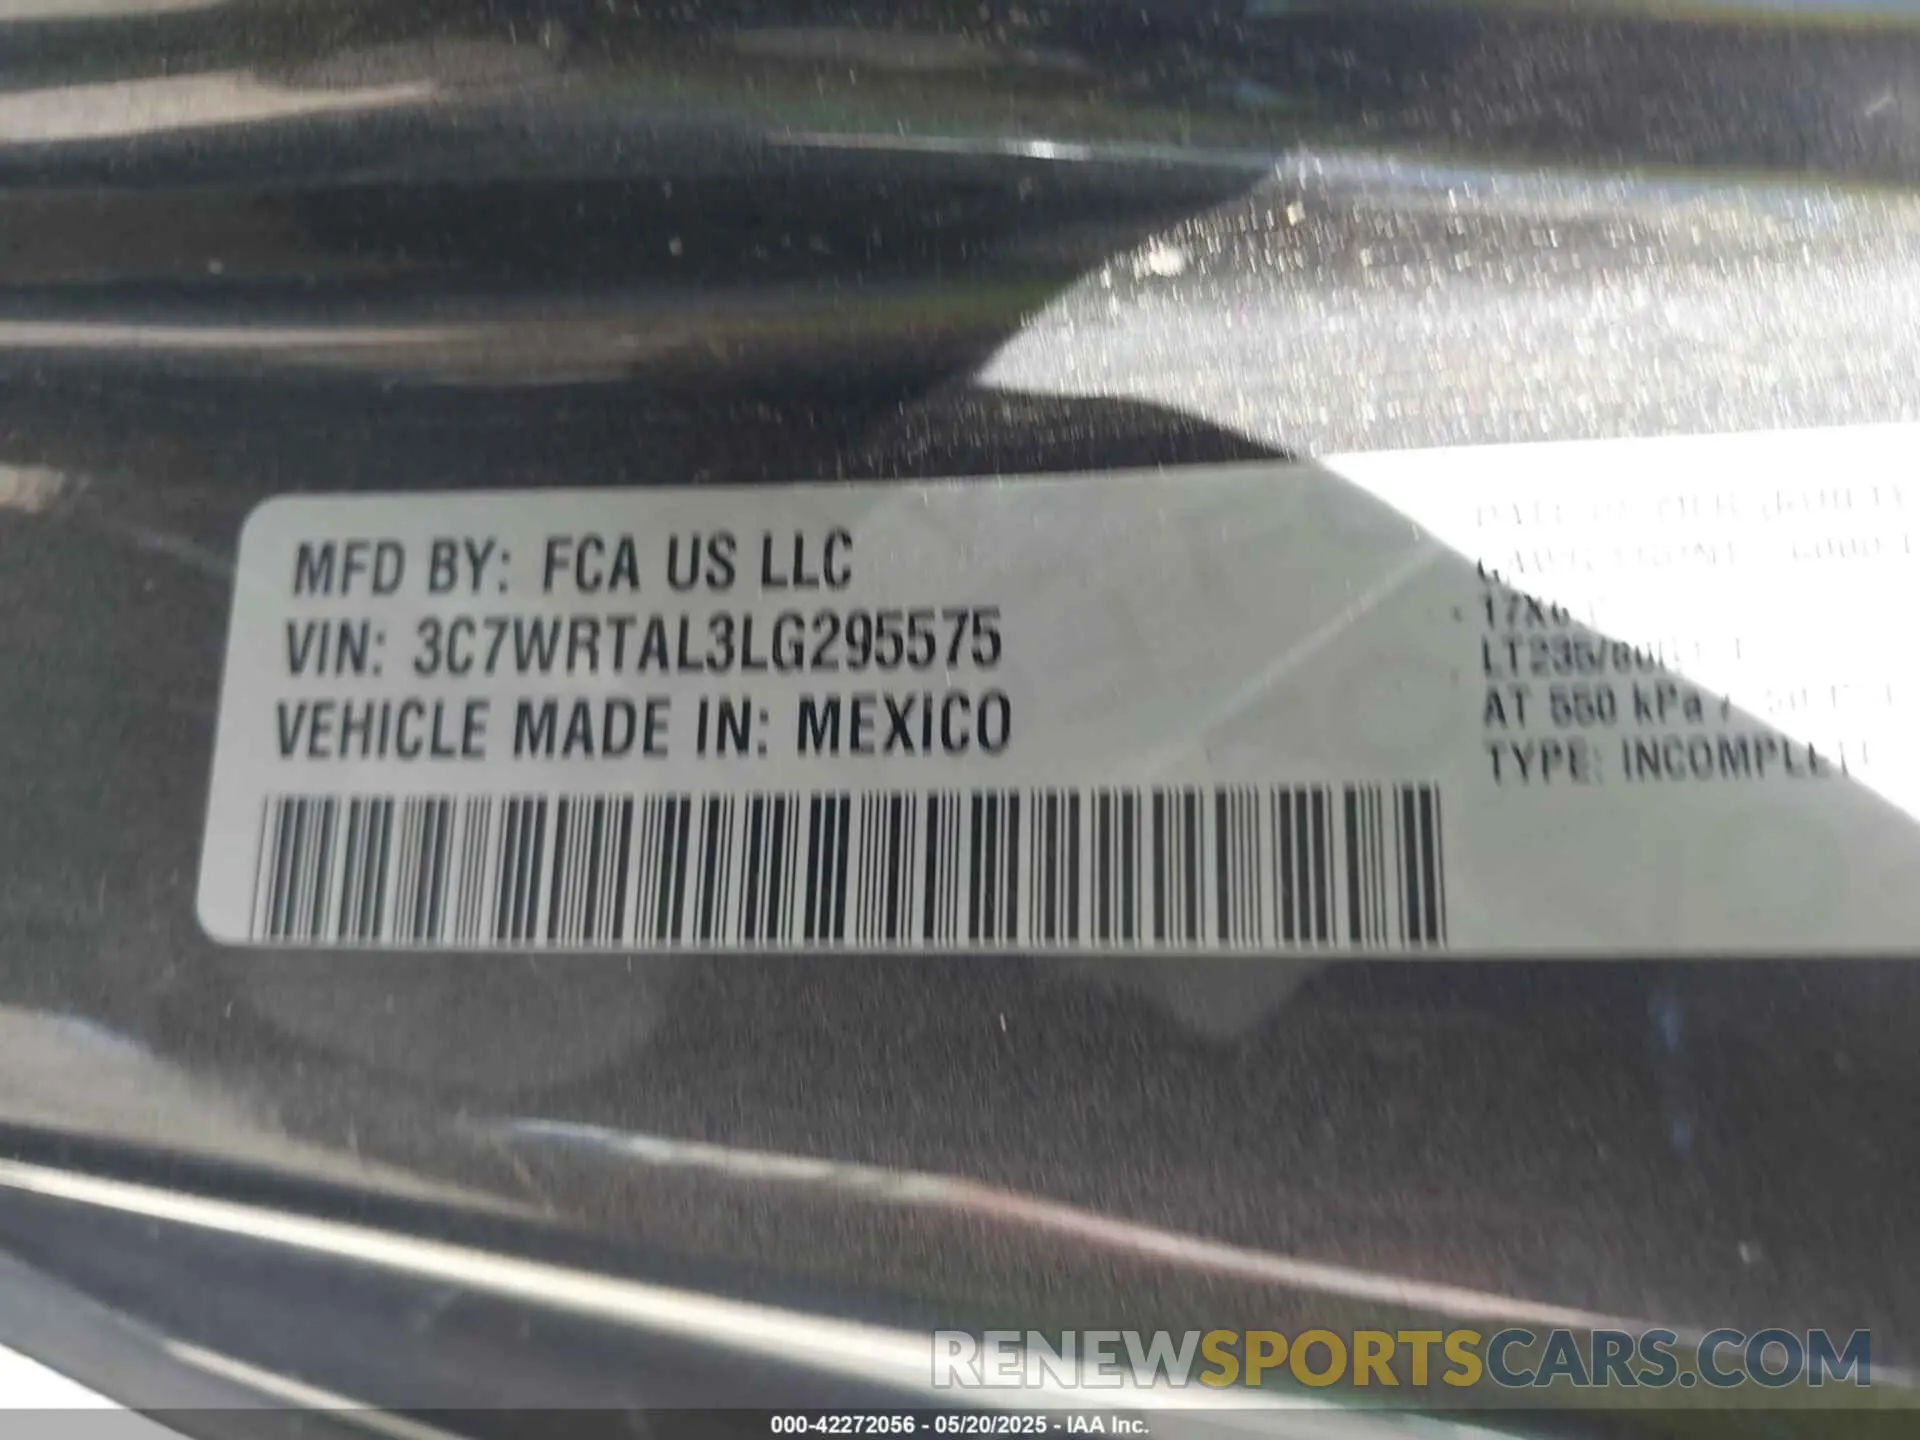 MFD BY: FCA US LLC
VIN: 3C7WRTAL3LG295575
VEHICLE MADE IN: MEXICO
AT 550 kPa
TYPE: INCOMPLETE
RENEWSPORTSCARS.COM
000-42272056 - 05/20/2025 - IAA Inc.